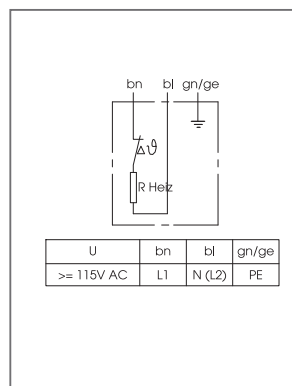 bn bl gn/ge
Δϑ
R Heiz
U bn bl gn/ge
>= 115V AC L1 N (L2) PE